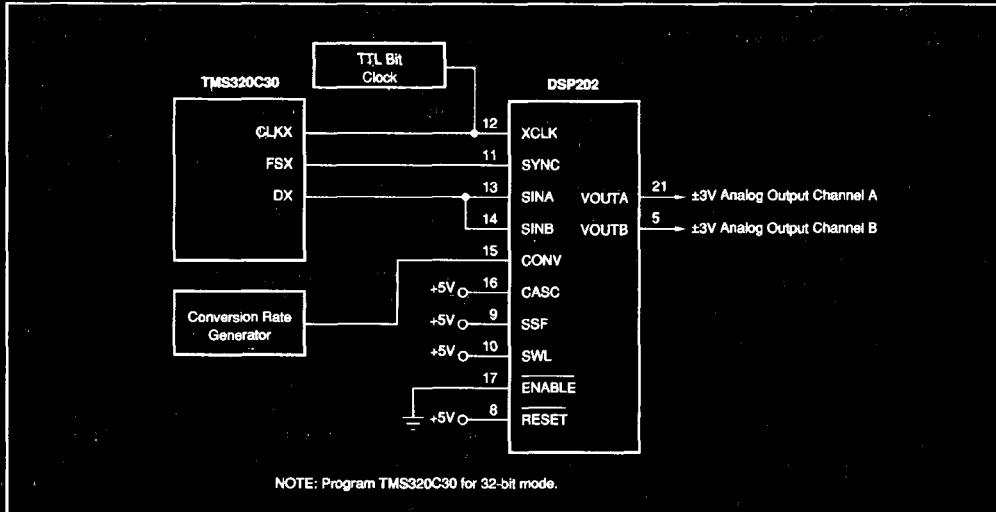 TTL Bit
Clock
TMS320C30
DSP202
CLKX
12
XCLK
FSX
11
SYNC
DX
13
SINA
VOUTA
21
±3V Analog Output Channel A
14
SINB
VOUTB
5
±3V Analog Output Channel B
15
CONV
+5V
16
CASC
Conversion Rate
Generator
+5V
9
SSF
+5V
10
SWL
17
ENABLE
+5V
8
RESET
NOTE: Program TMS320C30 for 32-bit mode.